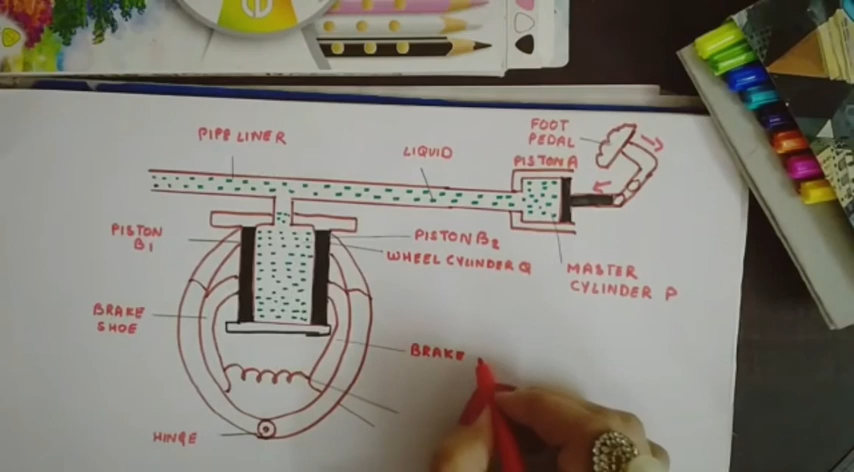 PIPE LINER
LIQUID
FOOT
PEDAL
PISTON A
PISTON
B1
PISTON B2
WHEEL CYLINDER Q
MASTER
CYLINDER P
BRAKE
SHOE
BRAKE
HINGE